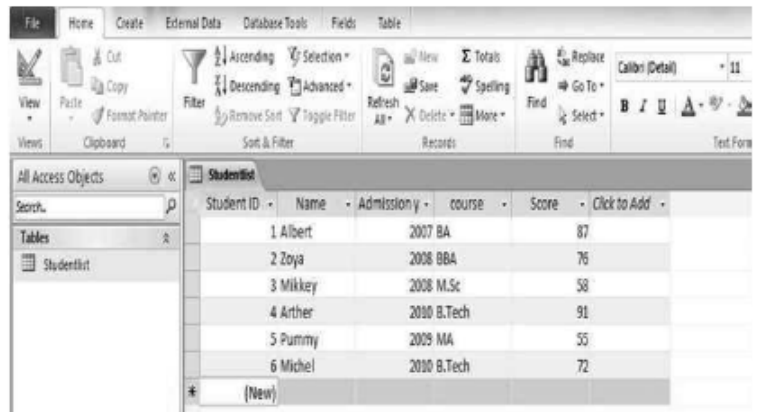 File Home Create External Data Database Tools Fields Table
Cut
Copy
Format Painter
View
Paste
Views
Clipboard
Filter
Ascending
Descending
Remove Sort
Selection
Advanced
Toggle Filter
Sort & Filter
Refresh
All
New
Save
Delete
Σ Totals
Spelling
More
Records
Find
Replace
Go To
Select
Find
Calibri (Detail) 11
B I U A
Text Form
All Access Objects «
Search..
Tables
Studentlist
Studentlist
Student ID Name Admission y course Score Click to Add
1 Albert 2007 BA 87
2 Zoya 2008 BBA 76
3 Mikkey 2008 M.Sc 58
4 Arther 2010 B.Tech 91
5 Pummy 2009 MA 55
6 Michel 2010 B.Tech 72
* (New)